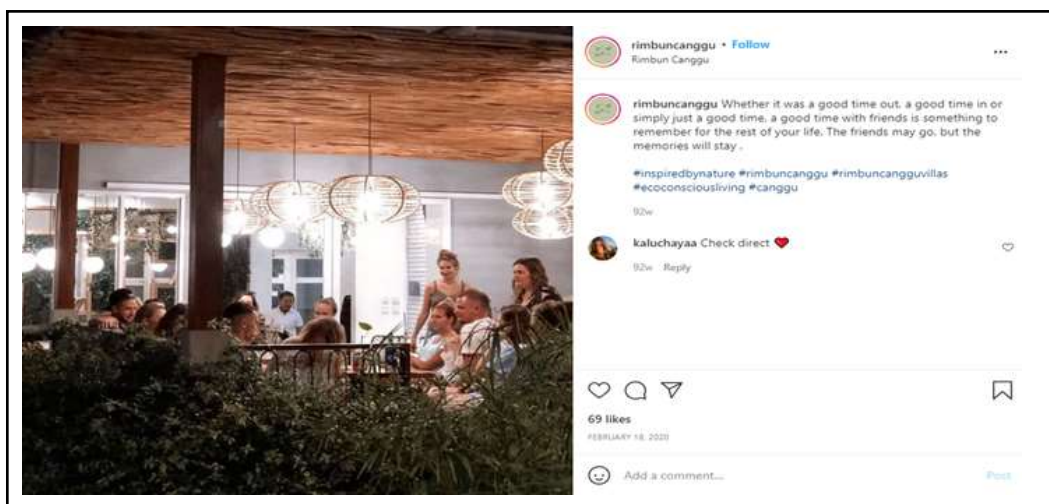 rimbuncanggu • Follow
Rimbun Canggu
rimbuncanggu Whether it was a good time out, a good time in or
simply just a good time, a good time with friends is something to
remember for the rest of your life. The friends may go, but the
memories will stay .
#inspiredbynature #rimbuncanggu #rimbuncangguvillas
#ecoconsciousliving #canggu
92w
kaluchayaa Check direct ❤️
92w Reply
69 likes
FEBRUARY 18, 2020
Add a comment...
Post